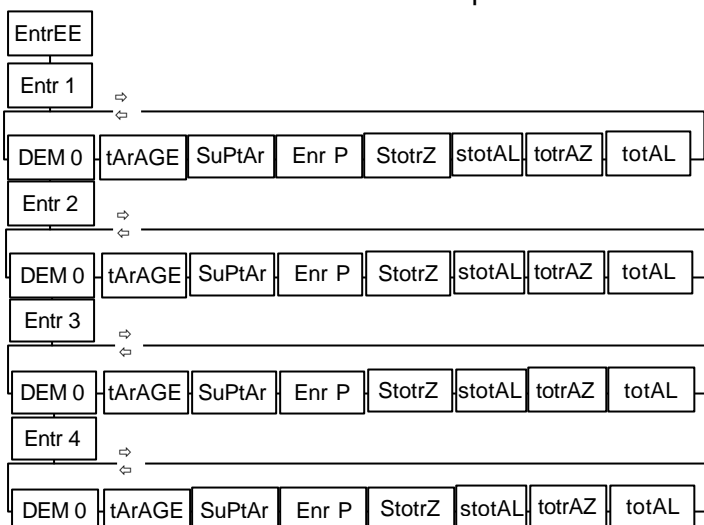 EntrEE
Entr 1
⇨
⇦
DEM 0 tArAGE SuPtAr Enr P StotrZ stotAL totrAZ totAL
Entr 2
⇨
⇦
DEM 0 tArAGE SuPtAr Enr P StotrZ stotAL totrAZ totAL
Entr 3
⇨
⇦
DEM 0 tArAGE SuPtAr Enr P StotrZ stotAL totrAZ totAL
Entr 4
⇨
⇦
DEM 0 tArAGE SuPtAr Enr P StotrZ stotAL totrAZ totAL